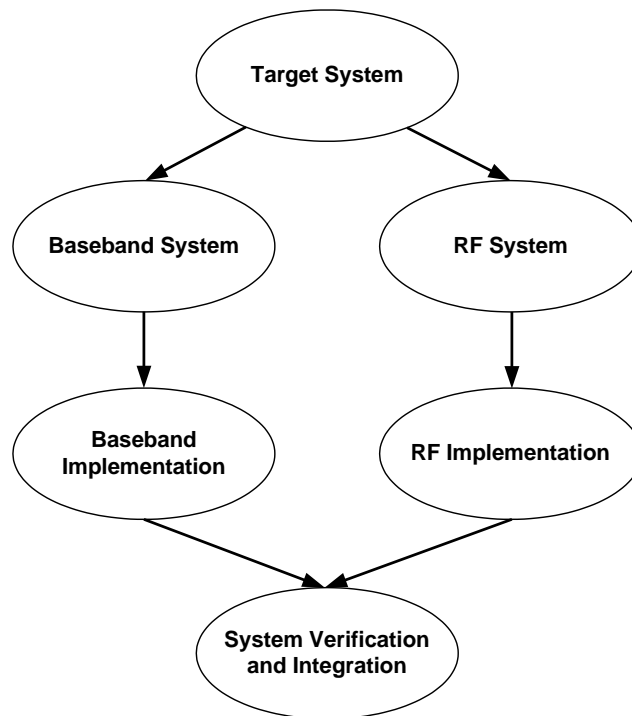 Target System
Baseband System
RF System
Baseband
Implementation
RF Implementation
System Verification
and Integration